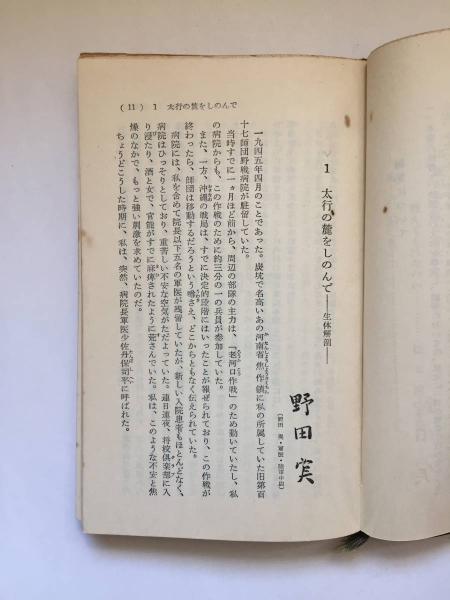 (11) 1 太行の麓をしのんで
1 太行の麓をしのんで——生体解剖——
野田実
一九四五年四月のことであった。炭坑で名高いあの河南省焦作鎮に私の所属していた旧第百
十七師団野戦病院が駐留していた。
当時すでに一ヵ月ほど前から、周辺の部隊の主力は、「老河口作戦」のため動いていたし、私
の病院からも、この作戦のために約三分の一の兵員が参加していた。
また、一方、沖縄の戦局は、すでに決定的段階にはいったことが報ぜられており、この作戦が
終わったら、師団は移動するだろうという噂さえ、どこからともなく伝えられていた。
病院には、私を含めて院長以下五名の軍医が残留していたが、新しい入院患者もほとんどなく、
病院はひっそりとしており、重苦しい不安な空気がただよっていた。連日連夜、将校倶楽部に入
り浸たり、酒と女で、官能がすでに麻痺されたように荒さんでいた。私は、このような不安と焦
燥のなかで、もっと強い刺激を求めていたのだ。
ちょうどこうした時期に、私は、突然、病院長軍医少佐丹保司平に呼ばれた。